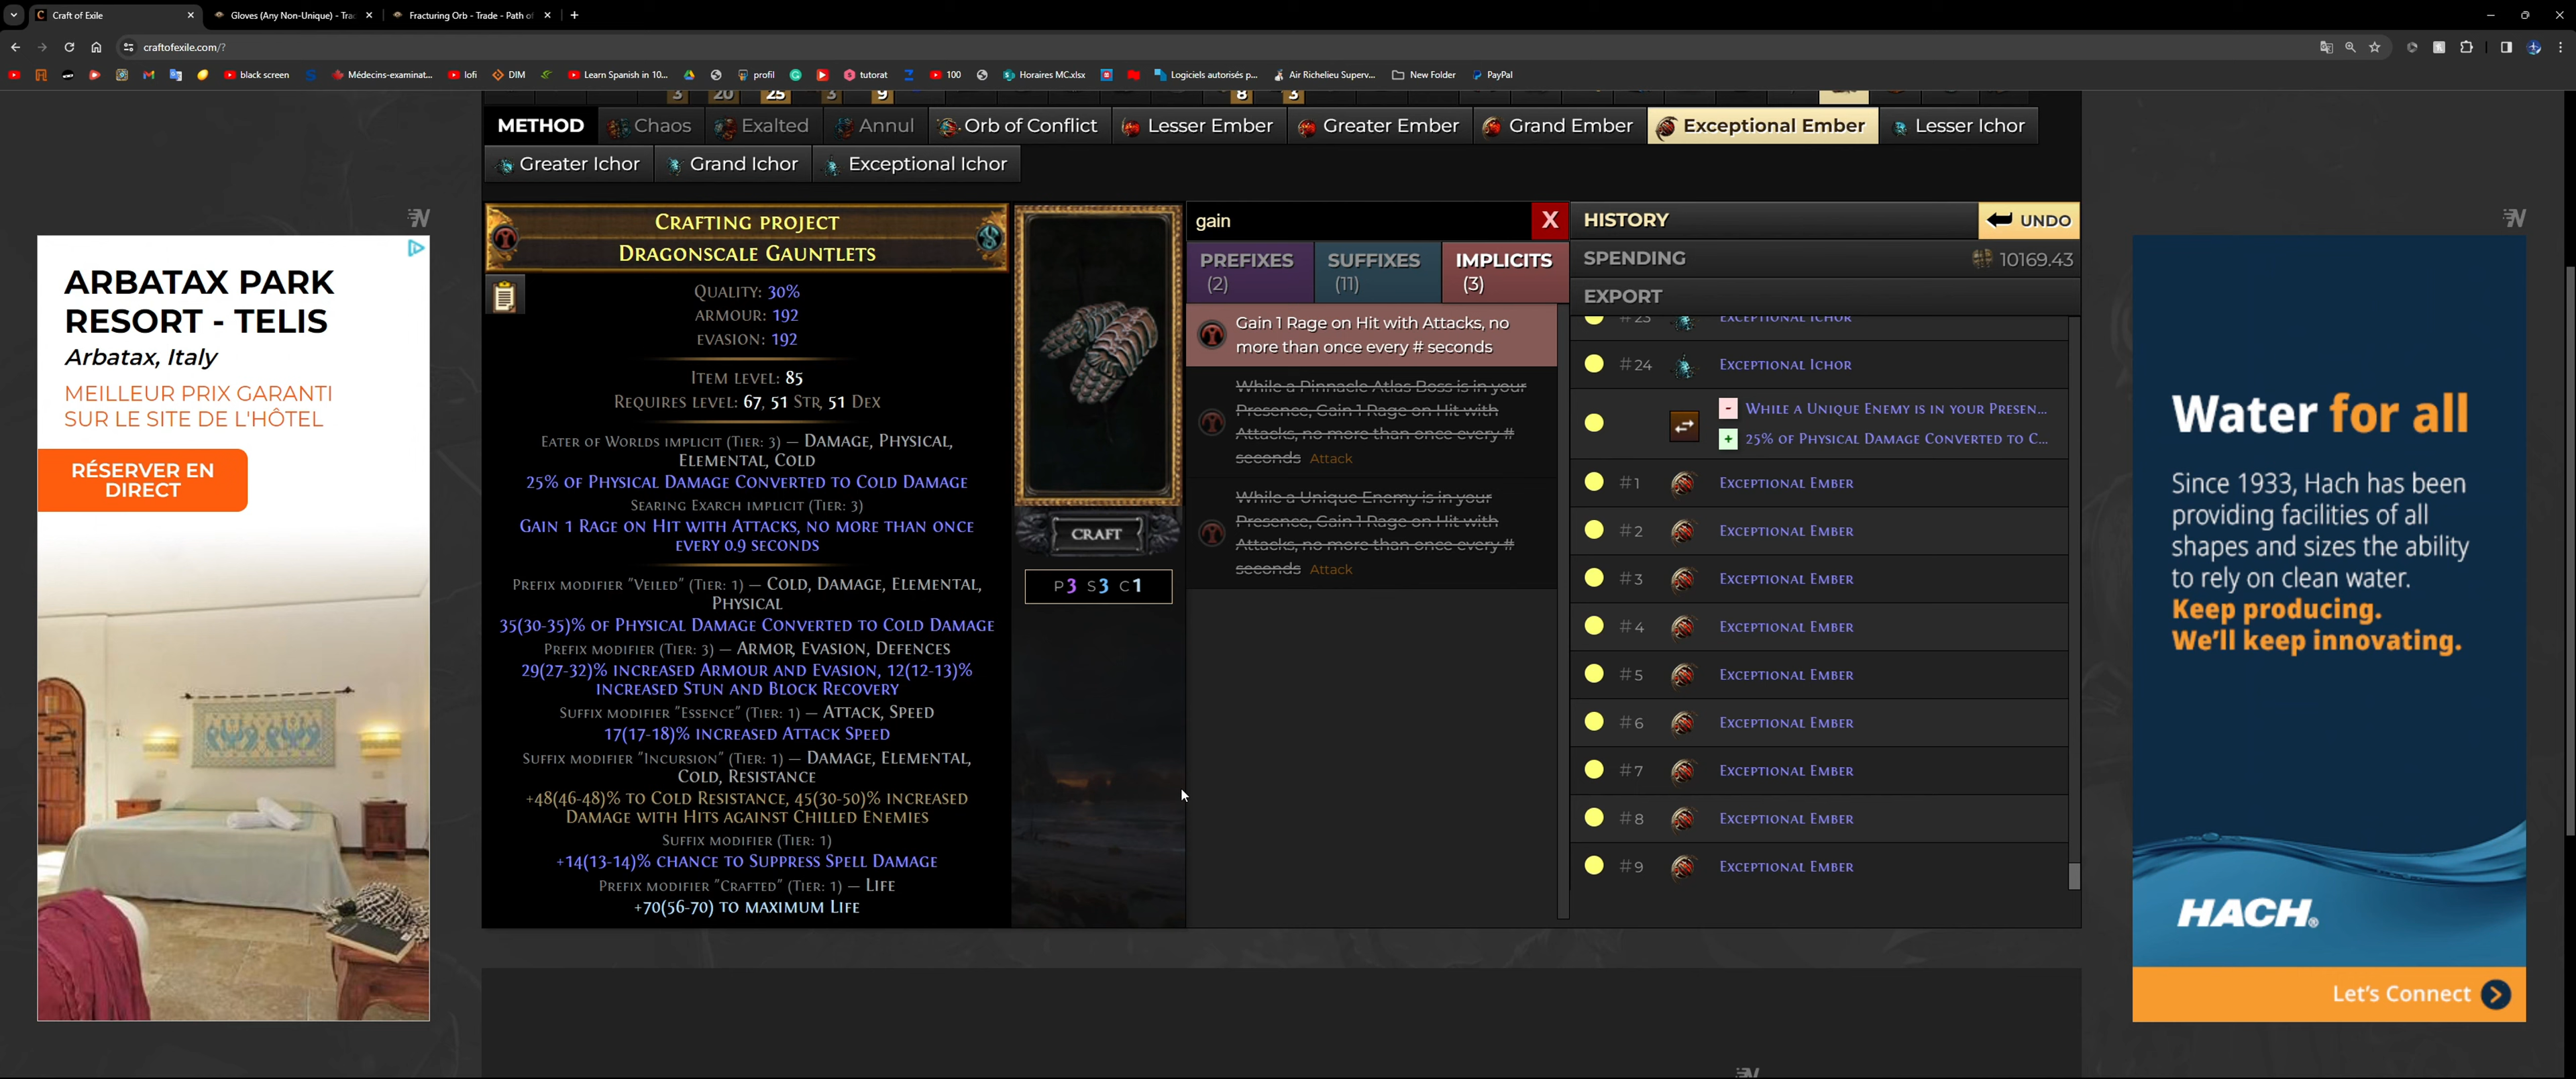 Craft of Exile
Gloves (Any Non-Unique) - Tra
Fracturing Orb - Trade - Path of
craftofexile.com/?
black screen
Médecins-examinat...
lofi
DIM
Learn Spanish in 10...
profil
tutorat
100
Horaires MC.xlsx
Logiciels autorisés p...
Air Richelieu Superv...
New Folder
PayPal
3 20 25 3 9 8 3
METHOD Chaos Exalted Annul Orb of Conflict Lesser Ember Greater Ember Grand Ember Exceptional Ember Lesser Ichor
Greater Ichor Grand Ichor Exceptional Ichor
ARBATAX PARK
RESORT - TELIS
Arbatax, Italy
MEILLEUR PRIX GARANTI
SUR LE SITE DE L'HÔTEL
RÉSERVER EN
DIRECT
Crafting project
Dragonscale Gauntlets
Quality: 30%
Armour: 192
Evasion: 192
Item level: 85
Requires level: 67, 51 Str, 51 Dex
Eater of Worlds implicit (Tier: 3) — Damage, Physical,
Elemental, Cold
25% of Physical Damage Converted to Cold Damage
Searing Exarch implicit (Tier: 3)
Gain 1 Rage on Hit with Attacks, no more than once
every 0.9 seconds
Prefix modifier "Veiled" (Tier: 1) — Cold, Damage, Elemental,
Physical
35(30-35)% of Physical Damage Converted to Cold Damage
Prefix modifier (Tier: 3) — Armor, Evasion, Defences
29(27-32)% increased Armour and Evasion, 12(12-13)%
increased Stun and Block Recovery
Suffix modifier "Essence" (Tier: 1) — Attack, Speed
17(17-18)% increased Attack Speed
Suffix modifier "Incursion" (Tier: 1) — Damage, Elemental,
Cold, Resistance
+48(46-48)% to Cold Resistance, 45(30-50)% increased
Damage with Hits against Chilled Enemies
Suffix modifier (Tier: 1)
+14(13-14)% chance to Suppress Spell Damage
Prefix modifier "Crafted" (Tier: 1) — Life
+70(56-70) to maximum Life
CRAFT
P3 S3 C1
gain
X
PREFIXES
(2)
SUFFIXES
(11)
IMPLICITS
(3)
Gain 1 Rage on Hit with Attacks, no
more than once every # seconds
While a Pinnacle Atlas Boss is in your
Presence, Gain 1 Rage on Hit with
Attacks, no more than once every #
seconds Attack
While a Unique Enemy is in your
Presence, Gain 1 Rage on Hit with
Attacks, no more than once every #
seconds Attack
HISTORY
UNDO
SPENDING
10169.43
EXPORT
#23 Exceptional Ichor
#24 Exceptional Ichor
- While a Unique Enemy is in your Presen...
+ 25% of Physical Damage Converted to C...
#1 Exceptional Ember
#2 Exceptional Ember
#3 Exceptional Ember
#4 Exceptional Ember
#5 Exceptional Ember
#6 Exceptional Ember
#7 Exceptional Ember
#8 Exceptional Ember
#9 Exceptional Ember
Water for all
Since 1933, Hach has been
providing facilities of all
shapes and sizes the ability
to rely on clean water.
Keep producing.
We'll keep innovating.
HACH®
Let's Connect